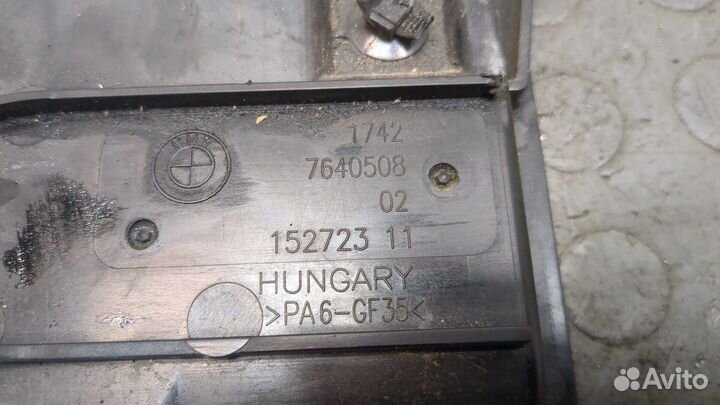 BMW
1742
7640508
02
152723 11
HUNGARY
>PA6-GF35<
Avito